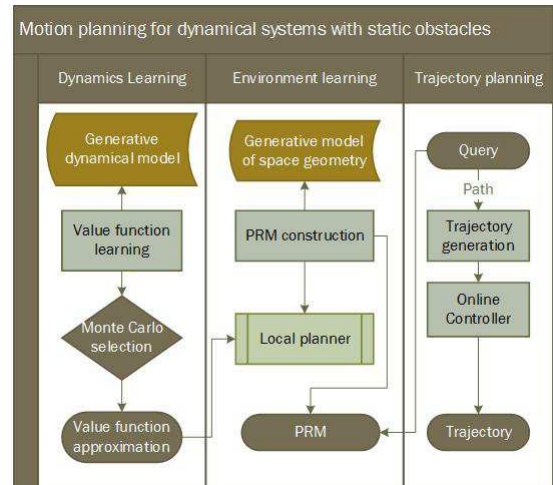 Motion planning for dynamical systems with static obstacles
Dynamics Learning
Environment learning
Trajectory planning
Generative
dynamical model
Value function
learning
Monte Carlo
selection
Value function
approximation
Generative model
of space geometry
PRM construction
Local planner
PRM
Query
Path
Trajectory
generation
Online
Controller
Trajectory